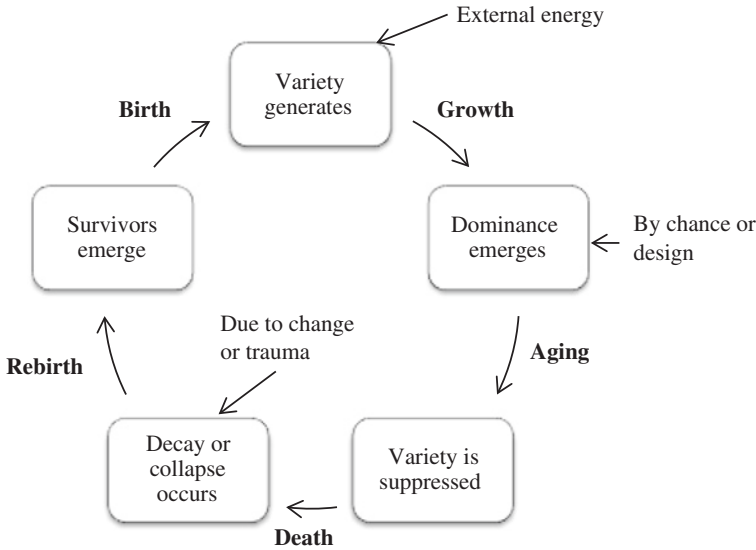 External energy
Variety
generates
Birth
Growth
Survivors
emerge
Dominance
emerges
By chance or
design
Due to change
or trauma
Rebirth
Aging
Decay or
collapse
occurs
Variety is
suppressed
Death